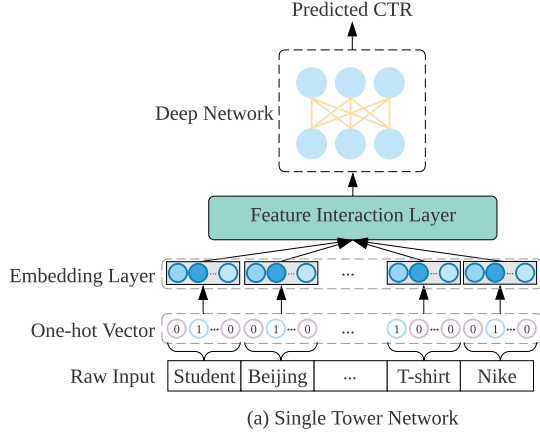 Predicted CTR
Deep Network
Feature Interaction Layer
Embedding Layer ... ... ... ... ...
One-hot Vector 0 1 ... 0 0 1 ... 0 ... 1 0 ... 0 0 1 ... 0
Raw Input Student Beijing ... T-shirt Nike
(a) Single Tower Network